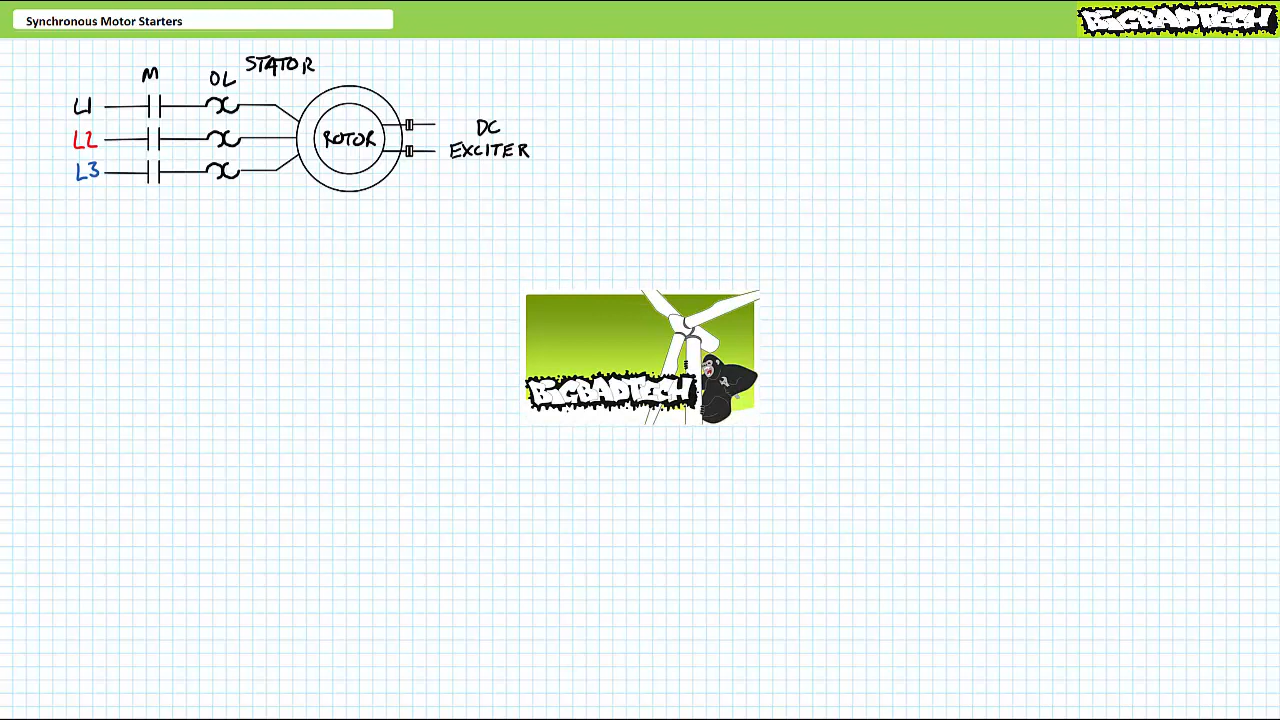 Synchronous Motor Starters
BIGBADTECH
M
OL
STATOR
L1
L2
L3
ROTOR
DC
EXCITER
BIGBADTECH